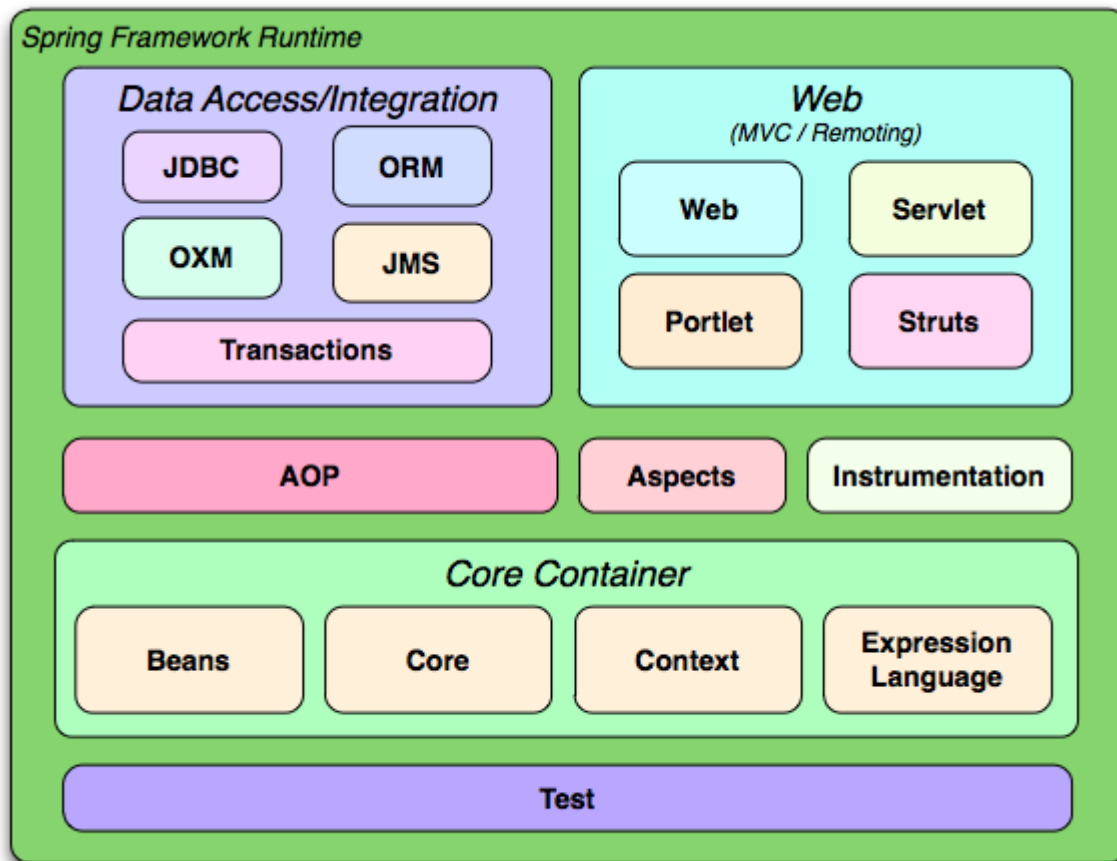 Spring Framework Runtime
Data Access/Integration
JDBC
ORM
OXM
JMS
Transactions
Web
(MVC / Remoting)
Web
Servlet
Portlet
Struts
AOP
Aspects
Instrumentation
Core Container
Beans
Core
Context
Expression
Language
Test